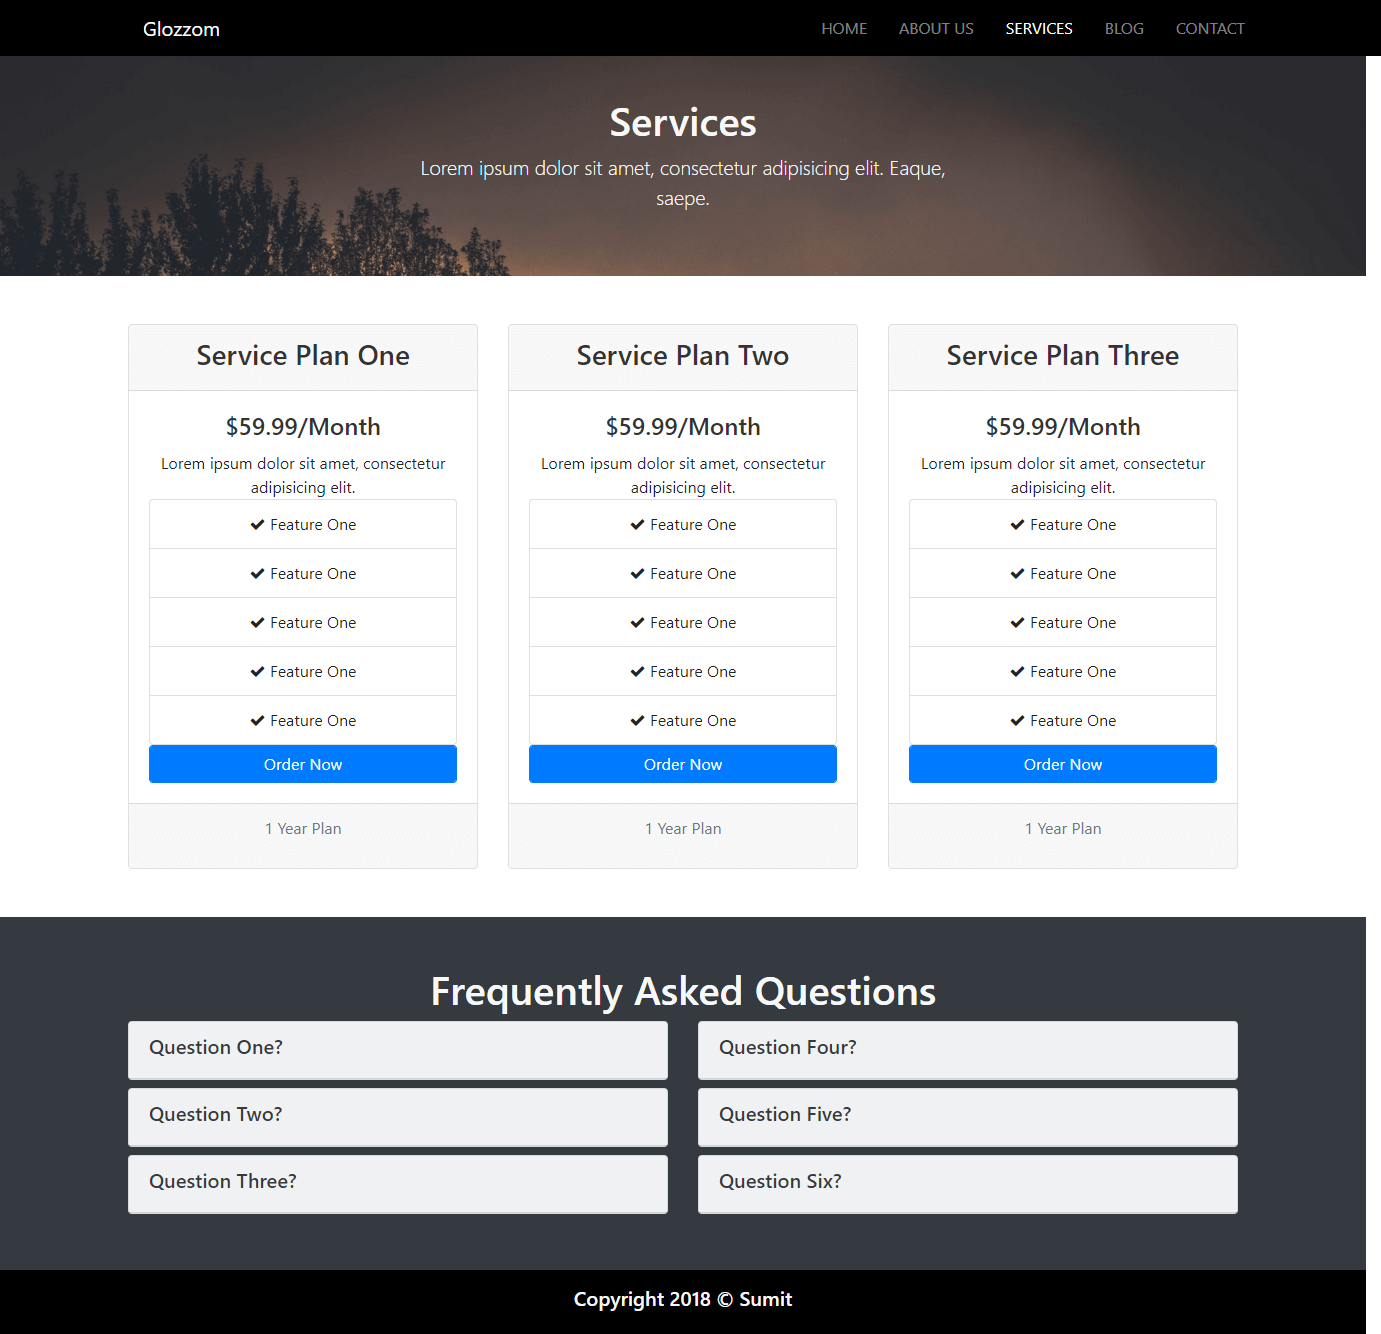 Glozzom
HOME ABOUT US SERVICES BLOG CONTACT
Services
Lorem ipsum dolor sit amet, consectetur adipisicing elit. Eaque,
saepe.
Service Plan One
$59.99/Month
Lorem ipsum dolor sit amet, consectetur
adipisicing elit.
✔ Feature One
✔ Feature One
✔ Feature One
✔ Feature One
✔ Feature One
Order Now
1 Year Plan
Service Plan Two
$59.99/Month
Lorem ipsum dolor sit amet, consectetur
adipisicing elit.
✔ Feature One
✔ Feature One
✔ Feature One
✔ Feature One
✔ Feature One
Order Now
1 Year Plan
Service Plan Three
$59.99/Month
Lorem ipsum dolor sit amet, consectetur
adipisicing elit.
✔ Feature One
✔ Feature One
✔ Feature One
✔ Feature One
✔ Feature One
Order Now
1 Year Plan
Frequently Asked Questions
Question One?
Question Two?
Question Three?
Question Four?
Question Five?
Question Six?
Copyright 2018 © Sumit